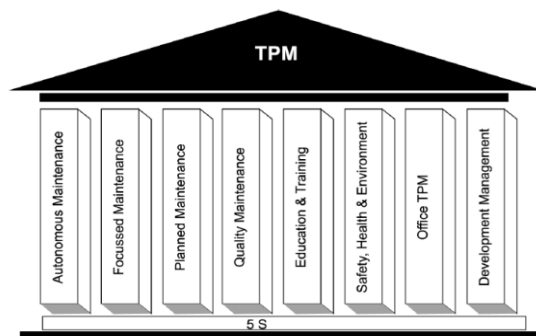 TPM
Autonomous Maintenance
Focussed Maintenance
Planned Maintenance
Quality Maintenance
Education & Training
Safety, Health & Environment
Office TPM
Development Management
5 S